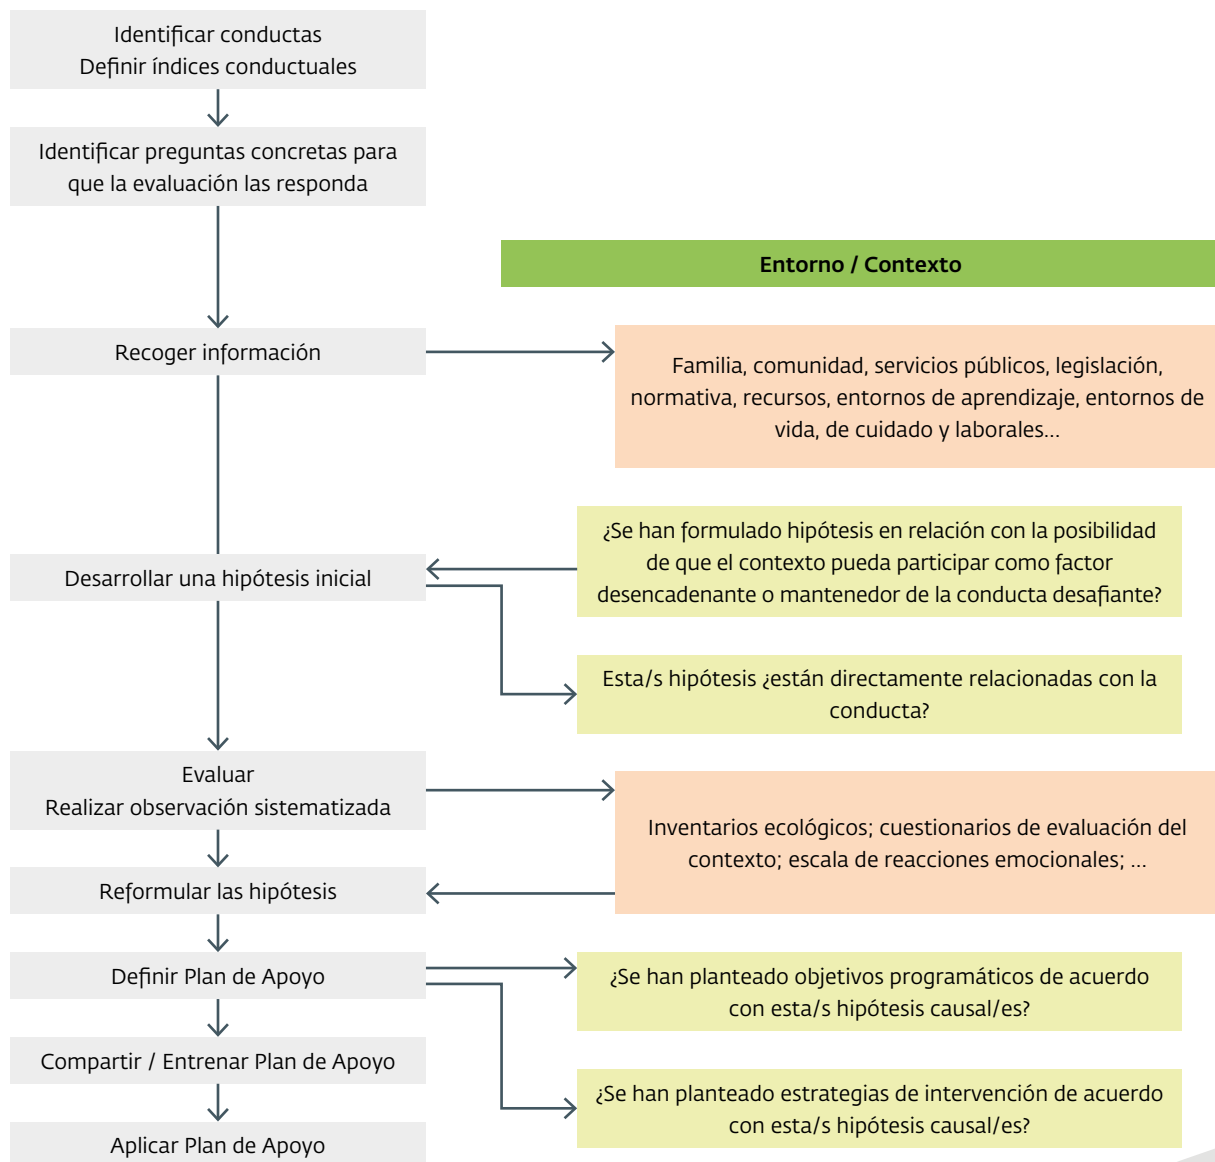 Identificar conductas
Definir índices conductuales
Identificar preguntas concretas para
que la evaluación las responda
Entorno / Contexto
Recoger información
Familia, comunidad, servicios públicos, legislación,
normativa, recursos, entornos de aprendizaje, entornos de
vida, de cuidado y laborales...
¿Se han formulado hipótesis en relación con la posibilidad
de que el contexto pueda participar como factor
desencadenante o mantenedor de la conducta desafiante?
Desarrollar una hipótesis inicial
Esta/s hipótesis ¿están directamente relacionadas con la
conducta?
Evaluar
Realizar observación sistematizada
Inventarios ecológicos; cuestionarios de evaluación del
contexto; escala de reacciones emocionales; ...
Reformular las hipótesis
Definir Plan de Apoyo
¿Se han planteado objetivos programáticos de acuerdo
con esta/s hipótesis causal/es?
Compartir / Entrenar Plan de Apoyo
¿Se han planteado estrategias de intervención de acuerdo
con esta/s hipótesis causal/es?
Aplicar Plan de Apoyo